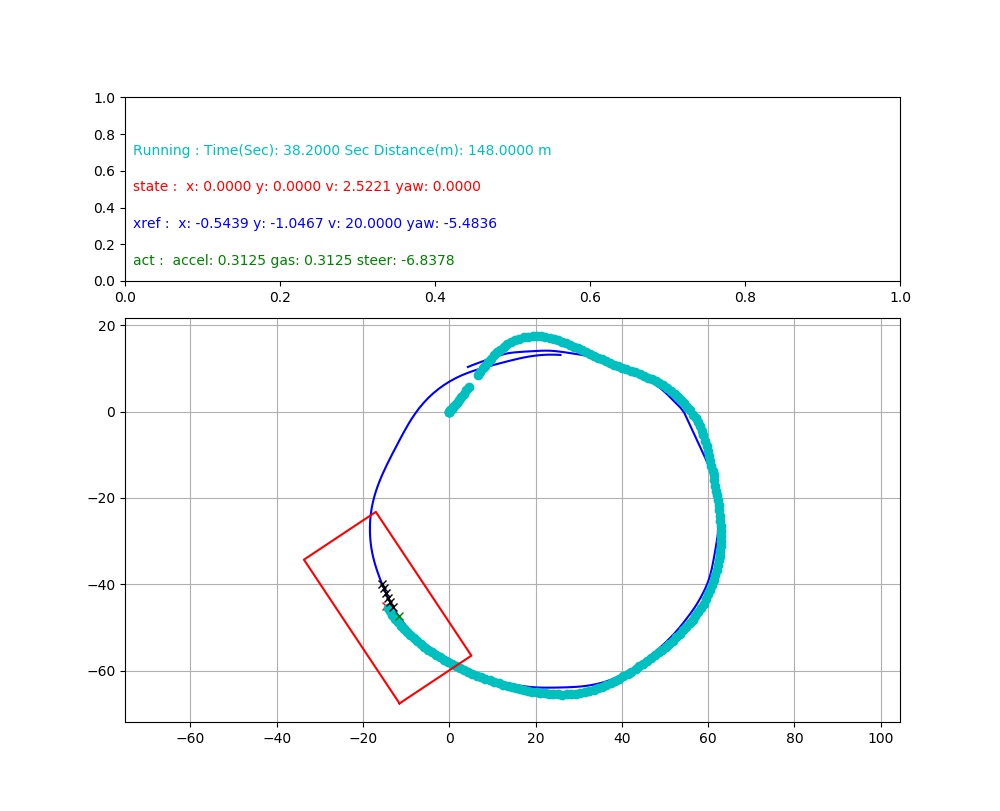 1.0
0.8
Running : Time(Sec): 38.2000 Sec Distance(m): 148.0000 m
0.6
state :  x: 0.0000 y: 0.0000 v: 2.5221 yaw: 0.0000
0.4
xref :  x: -0.5439 y: -1.0467 v: 20.0000 yaw: -5.4836
0.2
act :  accel: 0.3125 gas: 0.3125 steer: -6.8378
0.0
0.0 0.2 0.4 0.6 0.8 1.0
20
0
−20
−40
−60
−60 −40 −20 0 20 40 60 80 100